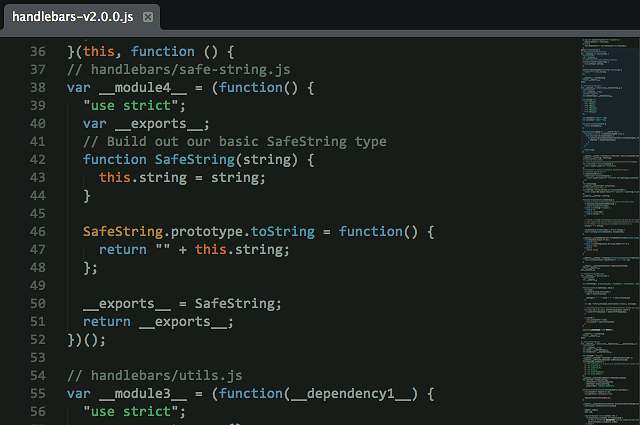 handlebars-v2.0.0.js
36 }(this, function () {
37 // handlebars/safe-string.js
38 var __module4__ = (function() {
39 "use strict";
40 var __exports__;
41 // Build out our basic SafeString type
42 function SafeString(string) {
43 this.string = string;
44 }
45
46 SafeString.prototype.toString = function() {
47 return "" + this.string;
48 };
49
50 __exports__ = SafeString;
51 return __exports__;
52 })();
53
54 // handlebars/utils.js
55 var __module3__ = (function(__dependency1__) {
56 "use strict";